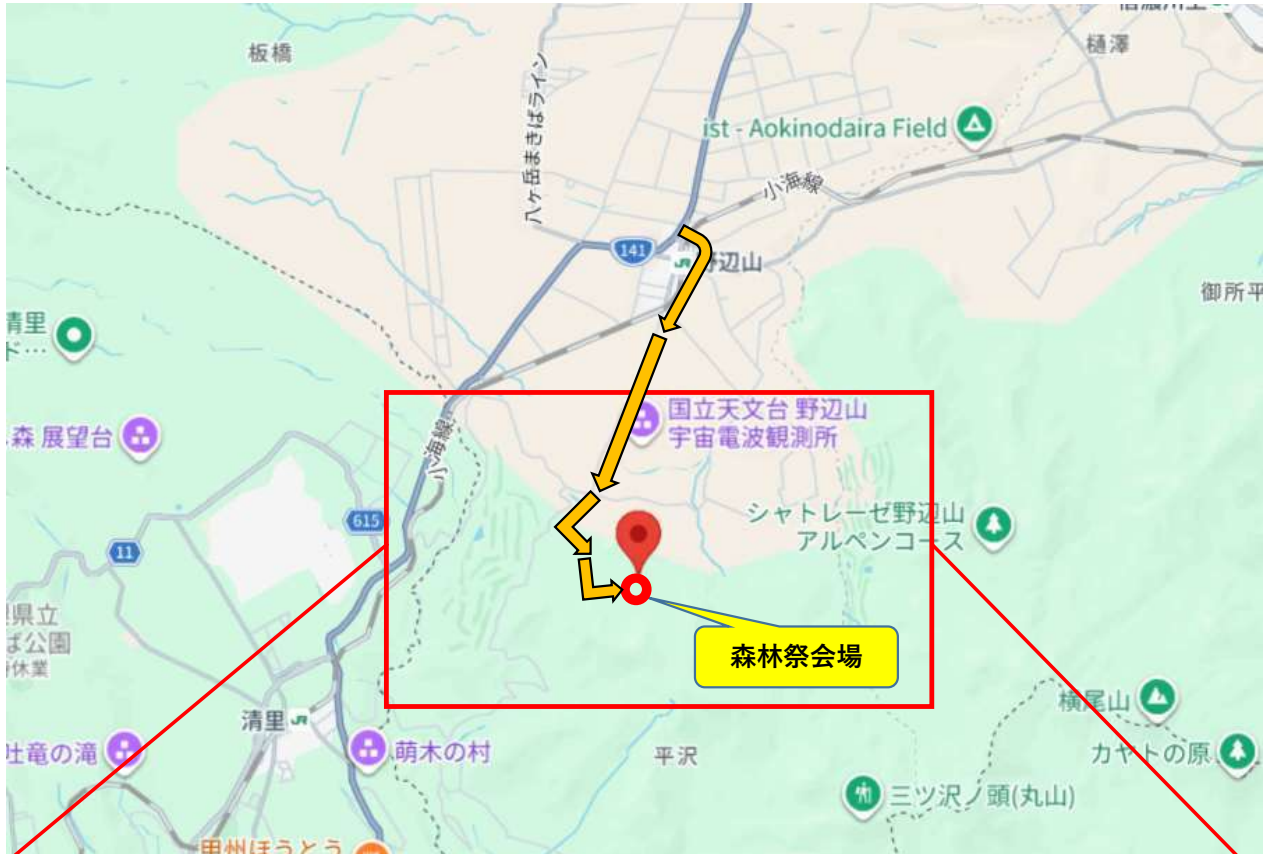 板橋
樋澤
八ケ岳まきばライン
ist - Aokinodaira Field
小海線
141
野辺山
御所平
清里
ド…
国立天文台 野辺山
宇宙電波観測所
森 展望台
小海線
615
シャトレーゼ野辺山
アルペンコース
11
県立
ば公園
休業
森林祭会場
清里
横尾山
吐竜の滝
萌木の村
平沢
カヤトの原
三ツ沢ノ頭(丸山)
甲州ほうとう